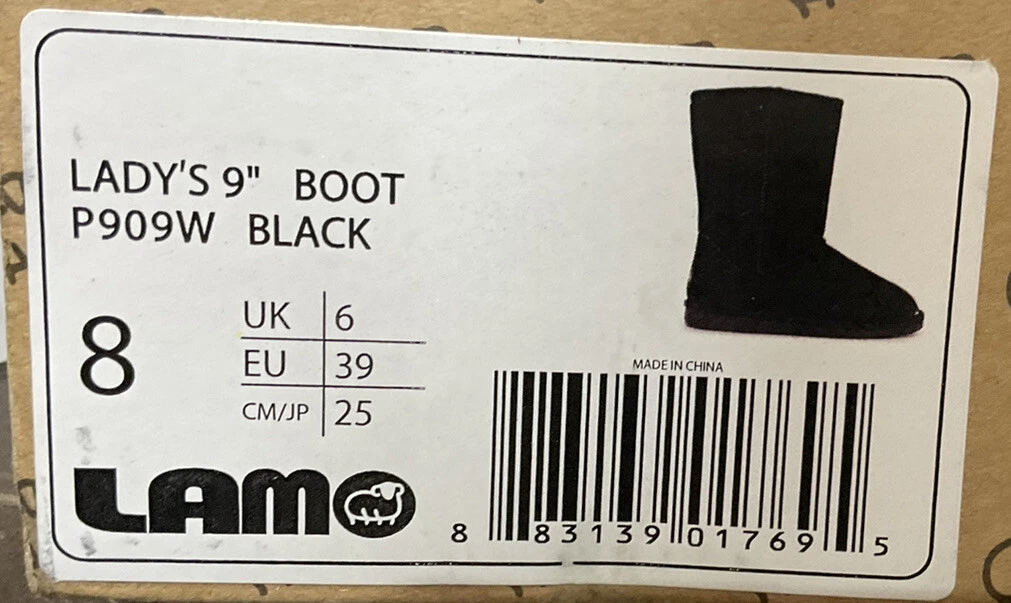 LADY'S 9" BOOT
P909W BLACK
8
UK 6
EU 39
CM/JP 25
LAMO
MADE IN CHINA
8 83139 01769 5